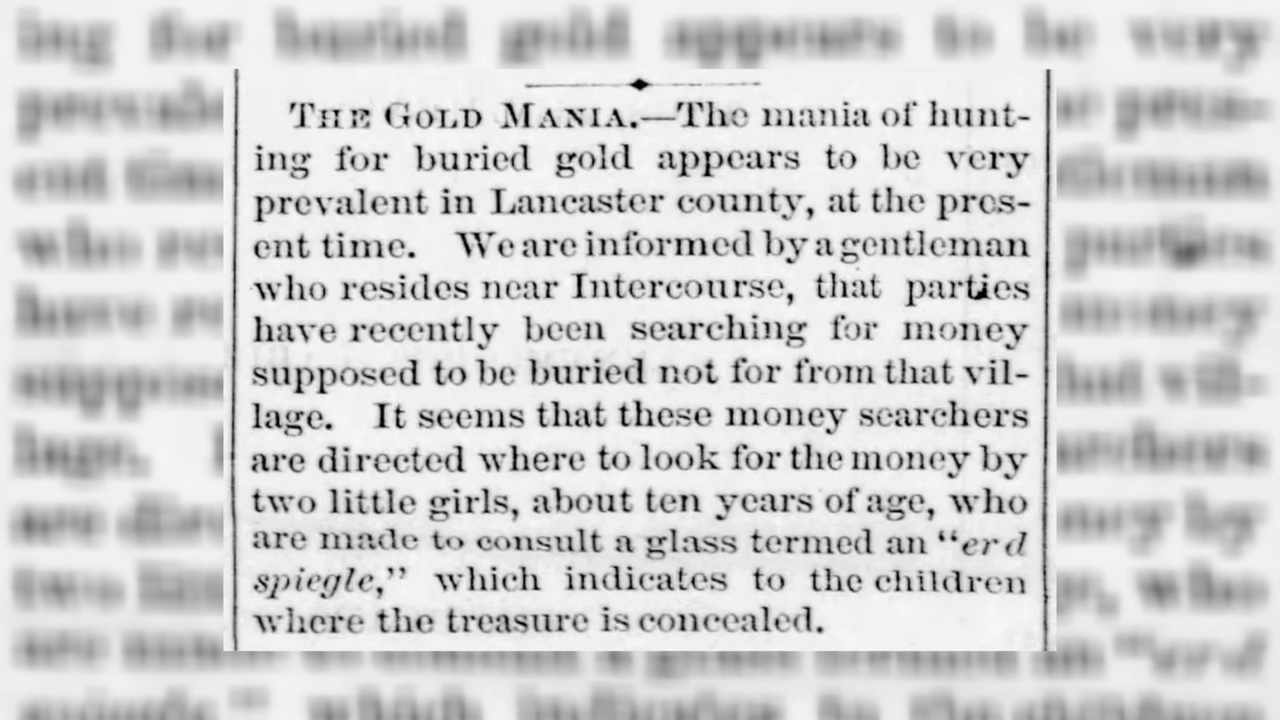 THE GOLD MANIA.—The mania of hunt-
ing for buried gold appears to be very
prevalent in Lancaster county, at the pres-
ent time. We are informed by a gentleman
who resides near Intercourse, that parties
have recently been searching for money
supposed to be buried not for from that vil-
lage. It seems that these money searchers
are directed where to look for the money by
two little girls, about ten years of age, who
are made to consult a glass termed an “erd
spiegle,” which indicates to the children
where the treasure is concealed.